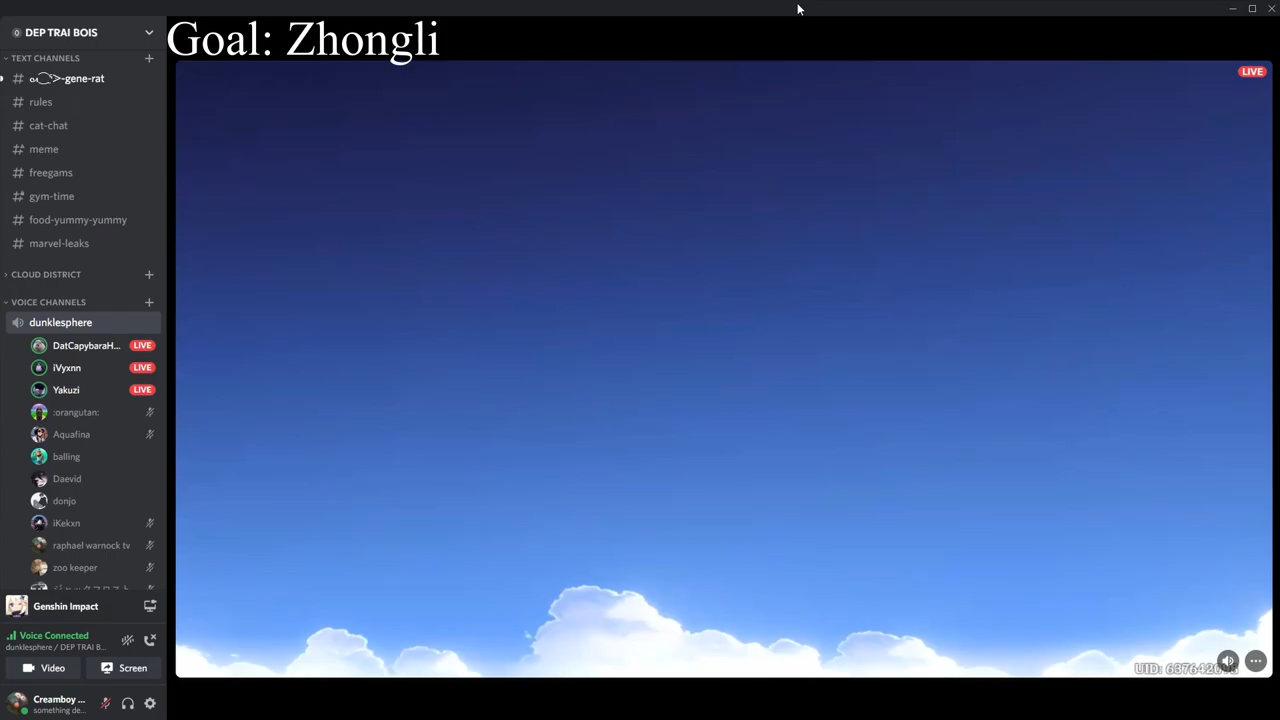 DEP TRAI BOIS
Goal: Zhongli
TEXT CHANNELS
LIVE
-gene-rat
rules
cat-chat
meme
freegams
gym-time
food-yummy-yummy
marvel-leaks
CLOUD DISTRICT
VOICE CHANNELS
dunklesphere
DatCapybaraH... LIVE
iVyxnn LIVE
Yakuzi LIVE
:orangutan:
Aquafina
balling
Daevid
donjo
iKekxn
raphael warnock tv
zoo keeper
Genshin Impact
Voice Connected
dunklesphere / DEP TRAI B...
Video Screen
Creamboy ...
something de...